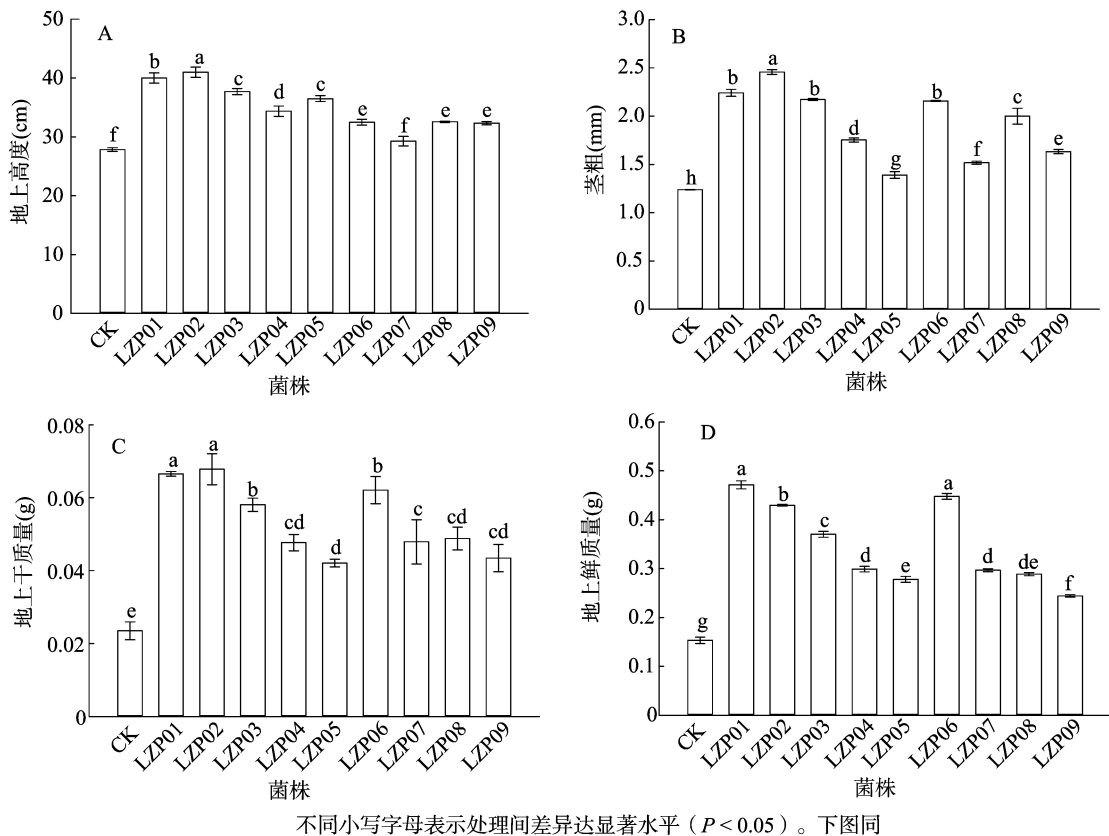 A
地上高度(cm)
50
40
30
20
10
0
f
b
a
c
d
c
e
f
e
e
CK
LZP01
LZP02
LZP03
LZP04
LZP05
LZP06
LZP07
LZP08
LZP09
菌株
B
茎粗(mm)
3.0
2.5
2.0
1.5
1.0
0.5
0
h
b
a
b
d
g
b
f
c
e
CK
LZP01
LZP02
LZP03
LZP04
LZP05
LZP06
LZP07
LZP08
LZP09
菌株
C
地上干质量(g)
0.08
0.06
0.04
0.02
0
e
a
a
b
cd
d
b
c
cd
cd
CK
LZP01
LZP02
LZP03
LZP04
LZP05
LZP06
LZP07
LZP08
LZP09
菌株
D
地上鲜质量(g)
0.6
0.5
0.4
0.3
0.2
0.1
0
g
a
b
c
d
e
a
d
de
f
CK
LZP01
LZP02
LZP03
LZP04
LZP05
LZP06
LZP07
LZP08
LZP09
菌株
不同小写字母表示处理间差异达显著水平（P < 0.05）。下图同